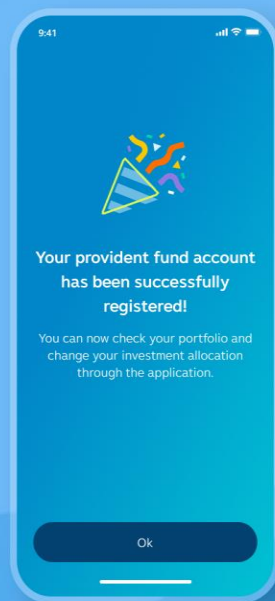 9:41
Your provident fund account
has been successfully
registered!
You can now check your portfolio and
change your investment allocation
through the application.
Ok